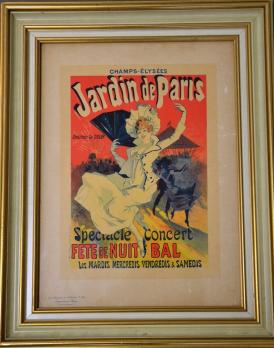 CHAMPS-ÉLYSÉES
Jardin de Paris
Spectacle Concert
FÊTE DE NUIT BAL
Les MARDIS MERCREDIS VENDREDIS & SAMEDIS